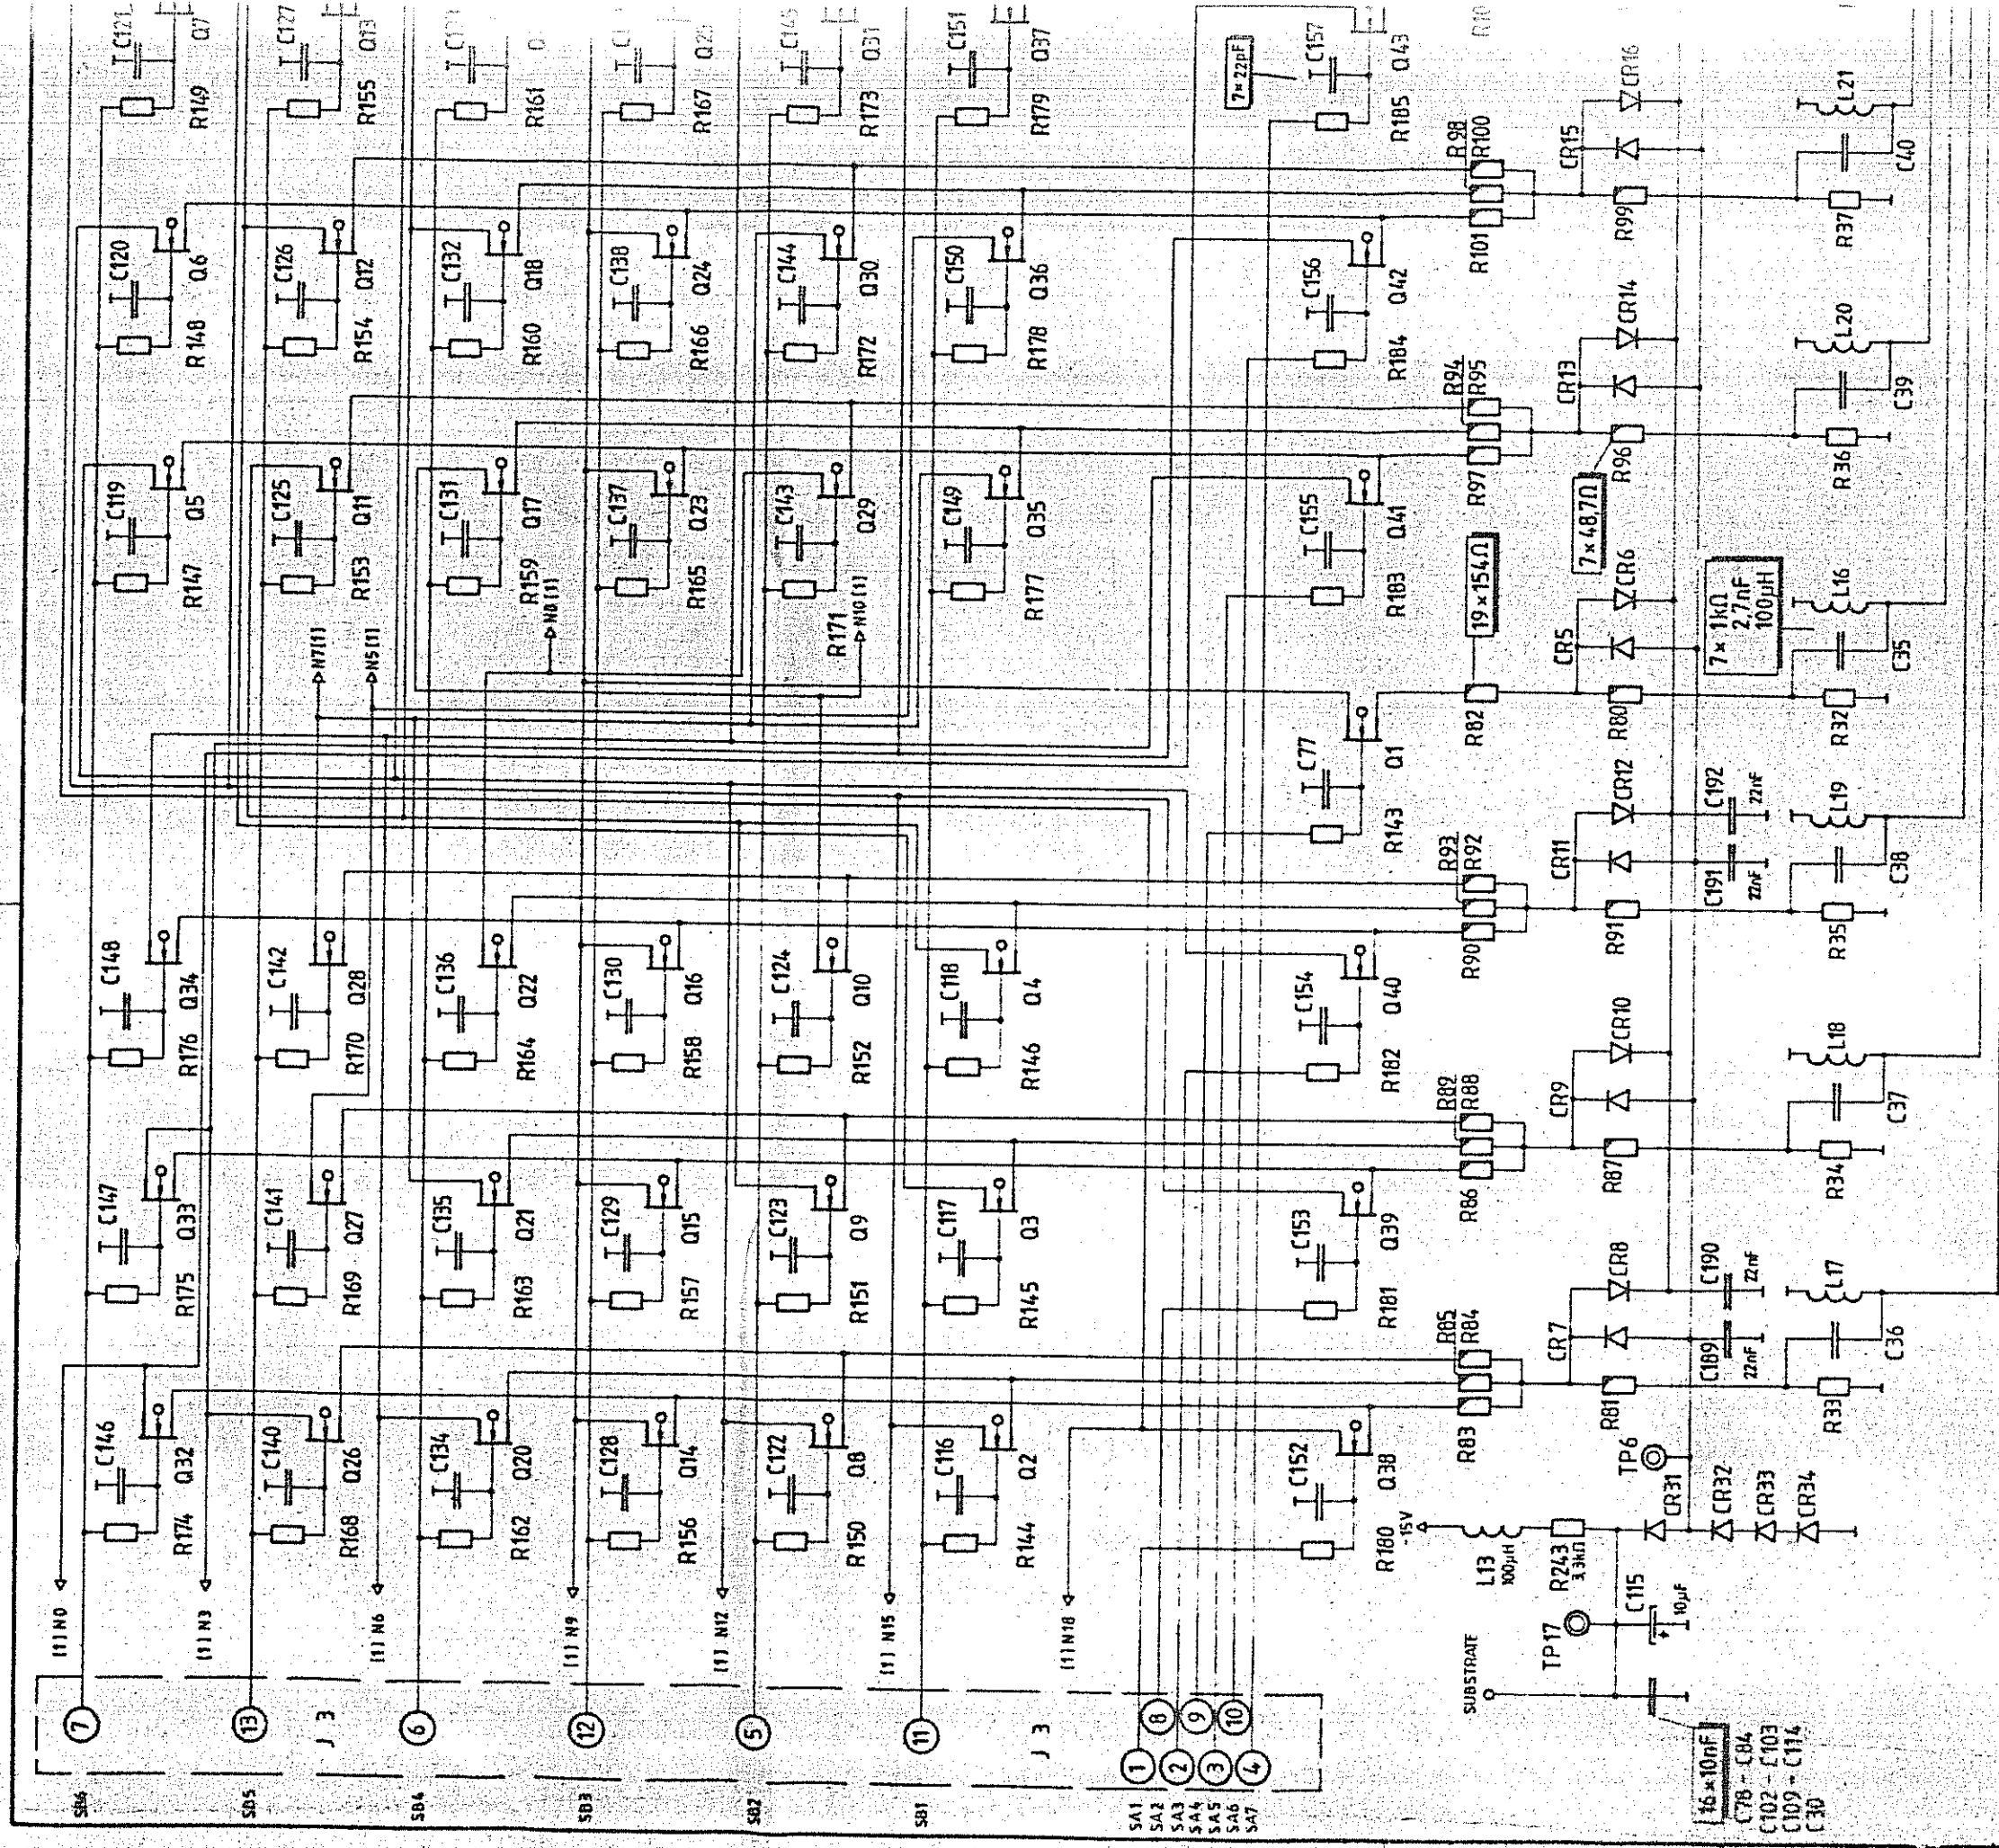 C121
Q7
R149
C127
Q13
R155
R161
R167
C145
Q31
R173
C151
Q37
R179
7×22pF
C157
Q43
R185
R98
R100
R101
CR15
CR16
R99
L21
C40
R37
C120
Q6
R148
C126
Q12
R154
C132
Q18
R160
C138
Q24
R166
C144
Q30
R172
C150
Q36
R178
C156
Q42
R184
R94
R95
R97
CR13
CR14
R96
7×48,7Ω
L20
C39
R36
C119
Q5
R147
C125
Q11
R153
C131
Q17
R159
C137
Q23
R165
C143
Q29
R171
C149
Q35
R177
C155
Q41
R183
19×154Ω
N7[1]
N5[1]
N8[1]
N10[1]
R82
CR5
CR6
R80
7×1kΩ
2,7nF
100µH
L16
C35
R32
C77
Q1
R143
R93
R92
R90
CR11
CR12
R91
C192
22nF
C191
22nF
L19
C38
R35
C148
Q34
R176
C142
Q28
R170
C136
Q22
R164
C130
Q16
R158
C124
Q10
R152
C118
Q4
R146
C154
Q40
R182
R89
R88
R86
CR9
CR10
R87
L18
C37
R34
C147
Q33
R175
C141
Q27
R169
C135
Q21
R163
C129
Q15
R157
C123
Q9
R151
C117
Q3
R145
C153
Q39
R181
R85
R84
R83
CR7
CR8
R81
C190
22nF
C189
22nF
L17
C36
R33
C146
Q32
R174
C140
Q26
R168
C134
Q20
R162
C128
Q14
R156
C122
Q8
R150
C116
Q2
R144
C152
Q38
R180
-15V
L13
100µH
R243
3,3kΩ
TP6
CR31
CR32
CR33
CR34
C115
10µF
TP17
SUBSTRATE
16×10nF
C78 - C84
C102 - C103
C109 - C114
C30
[1] N0
[1] N3
[1] N6
[1] N9
[1] N12
[1] N15
[1] N18
7
13
J3
6
12
5
11
J3
8
9
10
1
2
3
4
SB6
SB5
SB4
SB3
SB2
SB1
SA1
SA2
SA3
SA4
SA5
SA6
SA7